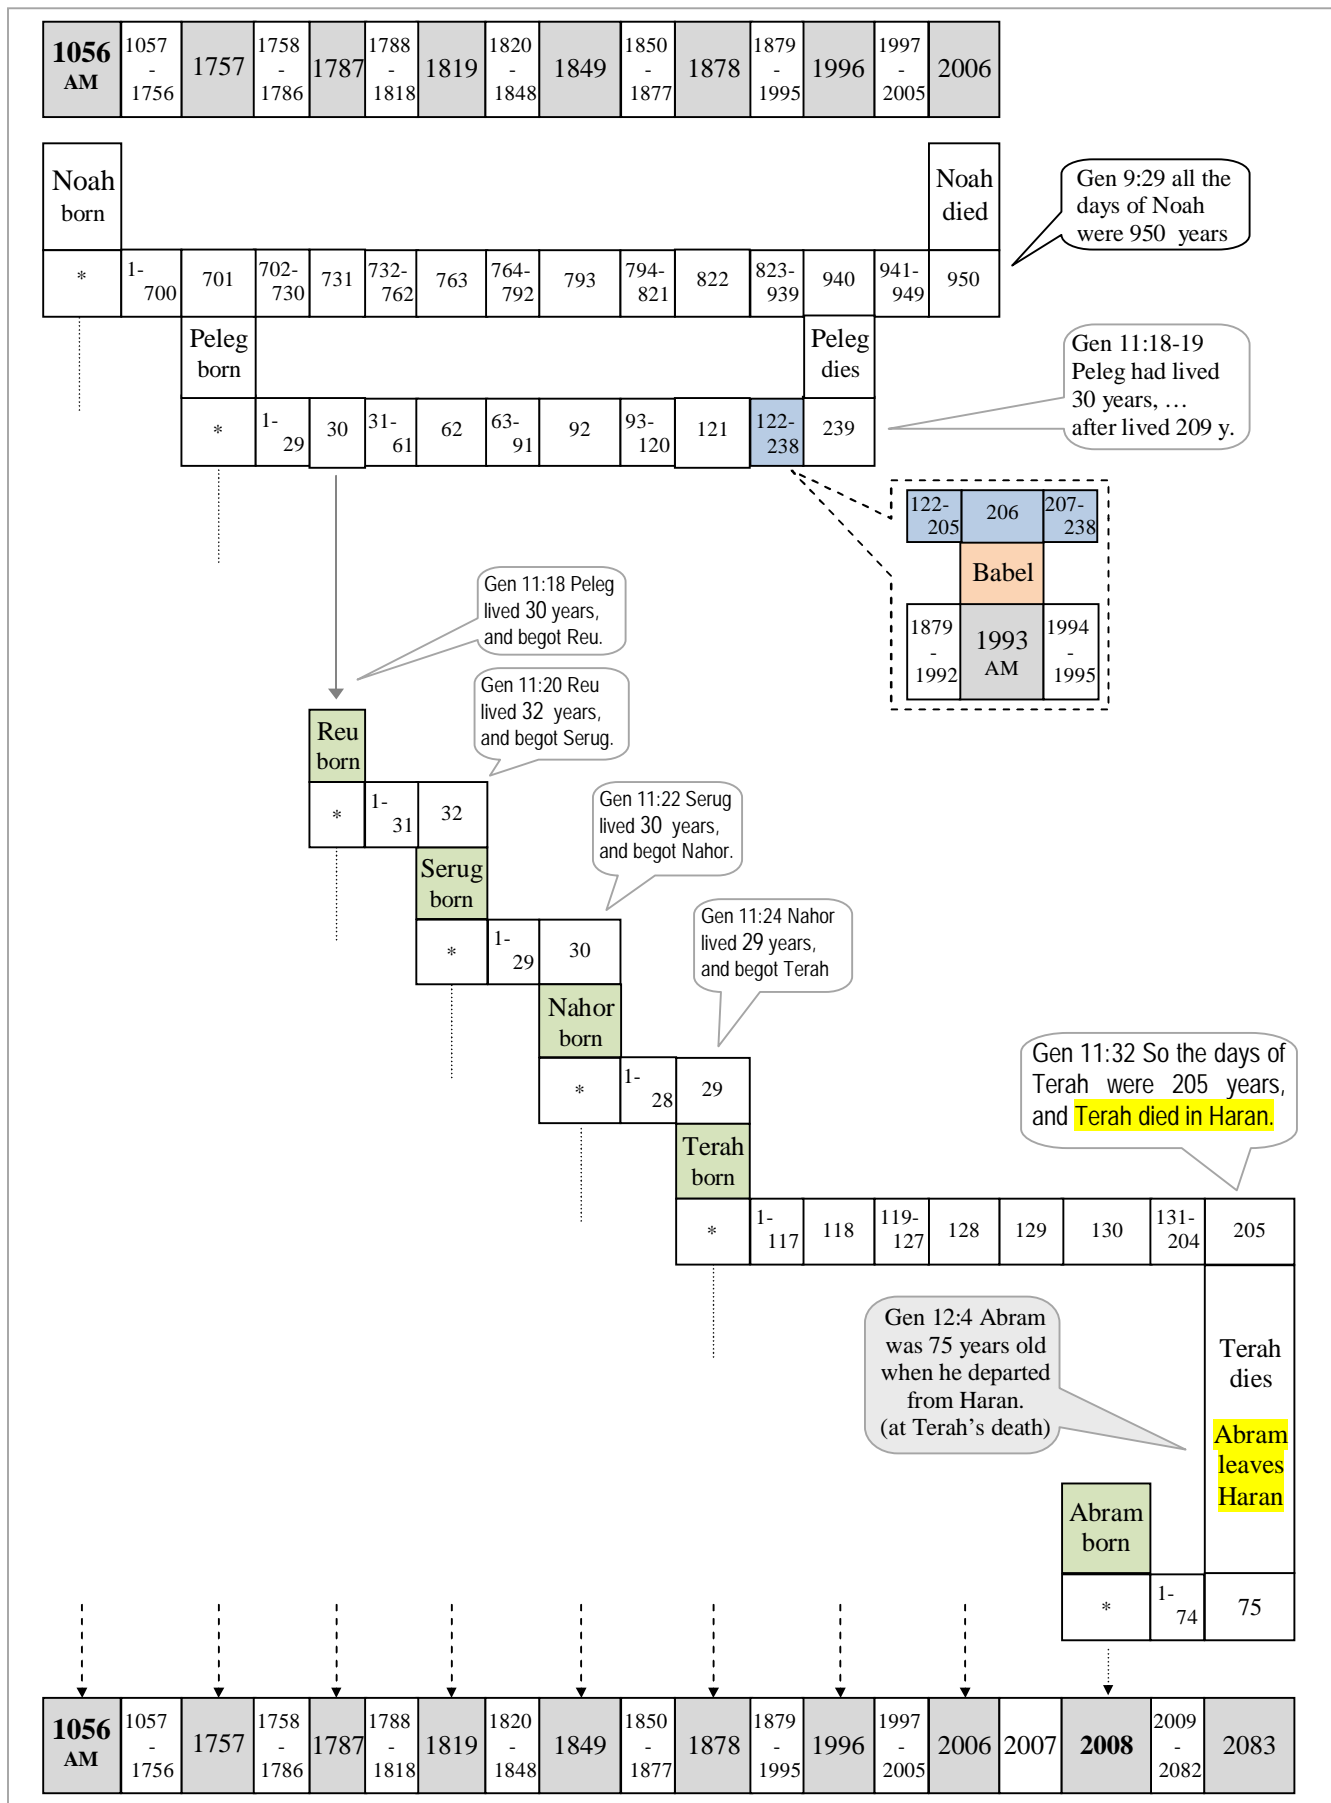 1056 AM 1057 - 1756 1757 1758 - 1786 1787 1788 - 1818 1819 1820 - 1848 1849 1850 - 1877 1878 1879 - 1995 1996 1997 - 2005 2006
Noah
born
Noah
died
Gen 9:29 all the
days of Noah
were 950 years
* 1-700 701 702-730 731 732-762 763 764-792 793 794-821 822 823-939 940 941-949 950
Peleg
born
Peleg
dies
Gen 11:18-19
Peleg had lived
30 years, …
after lived 209 y.
* 1-29 30 31-61 62 63-91 92 93-120 121 122-238 239
122-205 206 207-238
Babel
1879 - 1992 1993 AM 1994 - 1995
Gen 11:18 Peleg
lived 30 years,
and begot Reu.
Gen 11:20 Reu
lived 32 years,
and begot Serug.
Reu
born
* 1-31 32
Gen 11:22 Serug
lived 30 years,
and begot Nahor.
Serug
born
* 1-29 30
Gen 11:24 Nahor
lived 29 years,
and begot Terah
Nahor
born
* 1-28 29
Gen 11:32 So the days of
Terah were 205 years,
and Terah died in Haran.
Terah
born
* 1-117 118 119-127 128 129 130 131-204 205
Gen 12:4 Abram
was 75 years old
when he departed
from Haran.
(at Terah's death)
Terah
dies
Abram
leaves
Haran
Abram
born
* 1-74 75
1056 AM 1057 - 1756 1757 1758 - 1786 1787 1788 - 1818 1819 1820 - 1848 1849 1850 - 1877 1878 1879 - 1995 1996 1997 - 2005 2006 2007 2008 2009 - 2082 2083